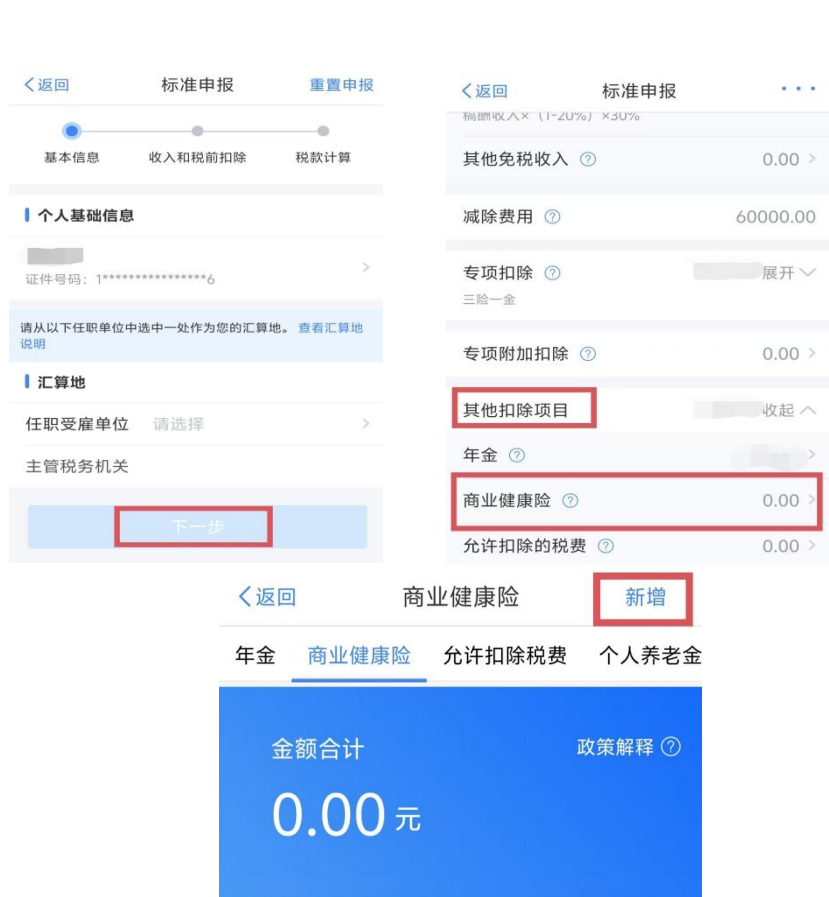 返回 标准申报 重置申报
基本信息 收入和税前扣除 税款计算
个人基础信息
证件号码：1****************6
请从以下任职单位中选中一处作为您的汇算地。 查看汇算地
说明
汇算地
任职受雇单位 请选择
主管税务机关
下一步
返回 标准申报
稿酬收入×（1-20%）×30%
其他免税收入 0.00
减除费用 60000.00
专项扣除 展开
三险一金
专项附加扣除 0.00
其他扣除项目 收起
年金
商业健康险 0.00
允许扣除的税费 0.00
返回 商业健康险 新增
年金 商业健康险 允许扣除税费 个人养老金
金额合计 政策解释
0.00 元